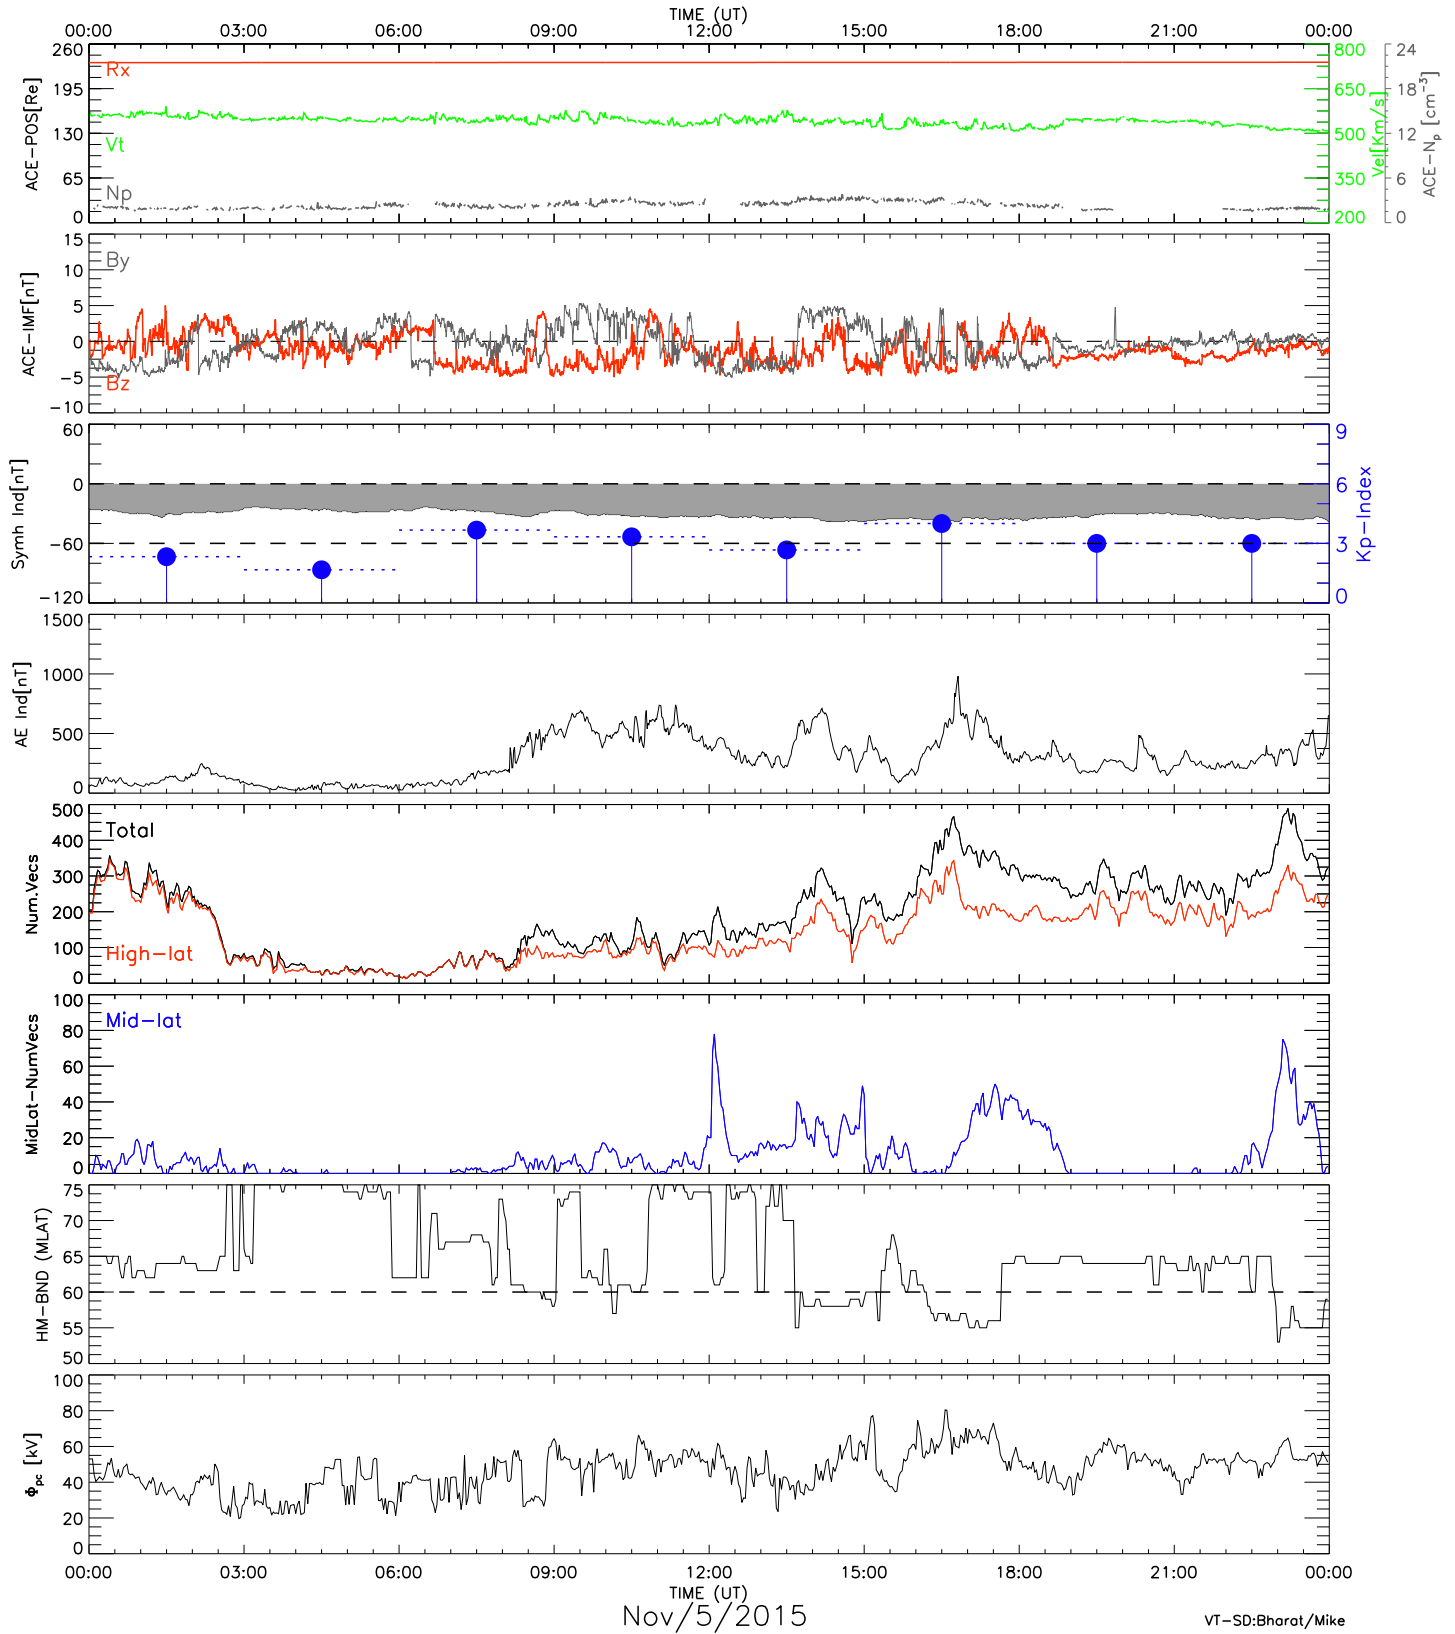 TIME (UT)
00:00 03:00 06:00 09:00 12:00 15:00 18:00 21:00 00:00
260 195 130 65 0
ACE-POS[Re]
Rx
Vt
Np
800 650 500 350 200
Vel[Km/s]
24 18 12 6 0
ACE-Np [cm-3]
15 10 5 0 -5 -10
ACE-IMF[nT]
By
Bz
60 0 -60 -120
Symh Ind[nT]
9 6 3 0
Kp-Index
1500 1000 500 0
AE Ind[nT]
500 400 300 200 100 0
Num.Vecs
Total
High-lat
100 80 60 40 20 0
MidLat-NumVecs
Mid-lat
75 70 65 60 55 50
HM-BND (MLAT)
100 80 60 40 20 0
Φpc [kV]
00:00 03:00 06:00 09:00 12:00 15:00 18:00 21:00 00:00
TIME (UT)
Nov/5/2015
VT-SD:Bharat/Mike